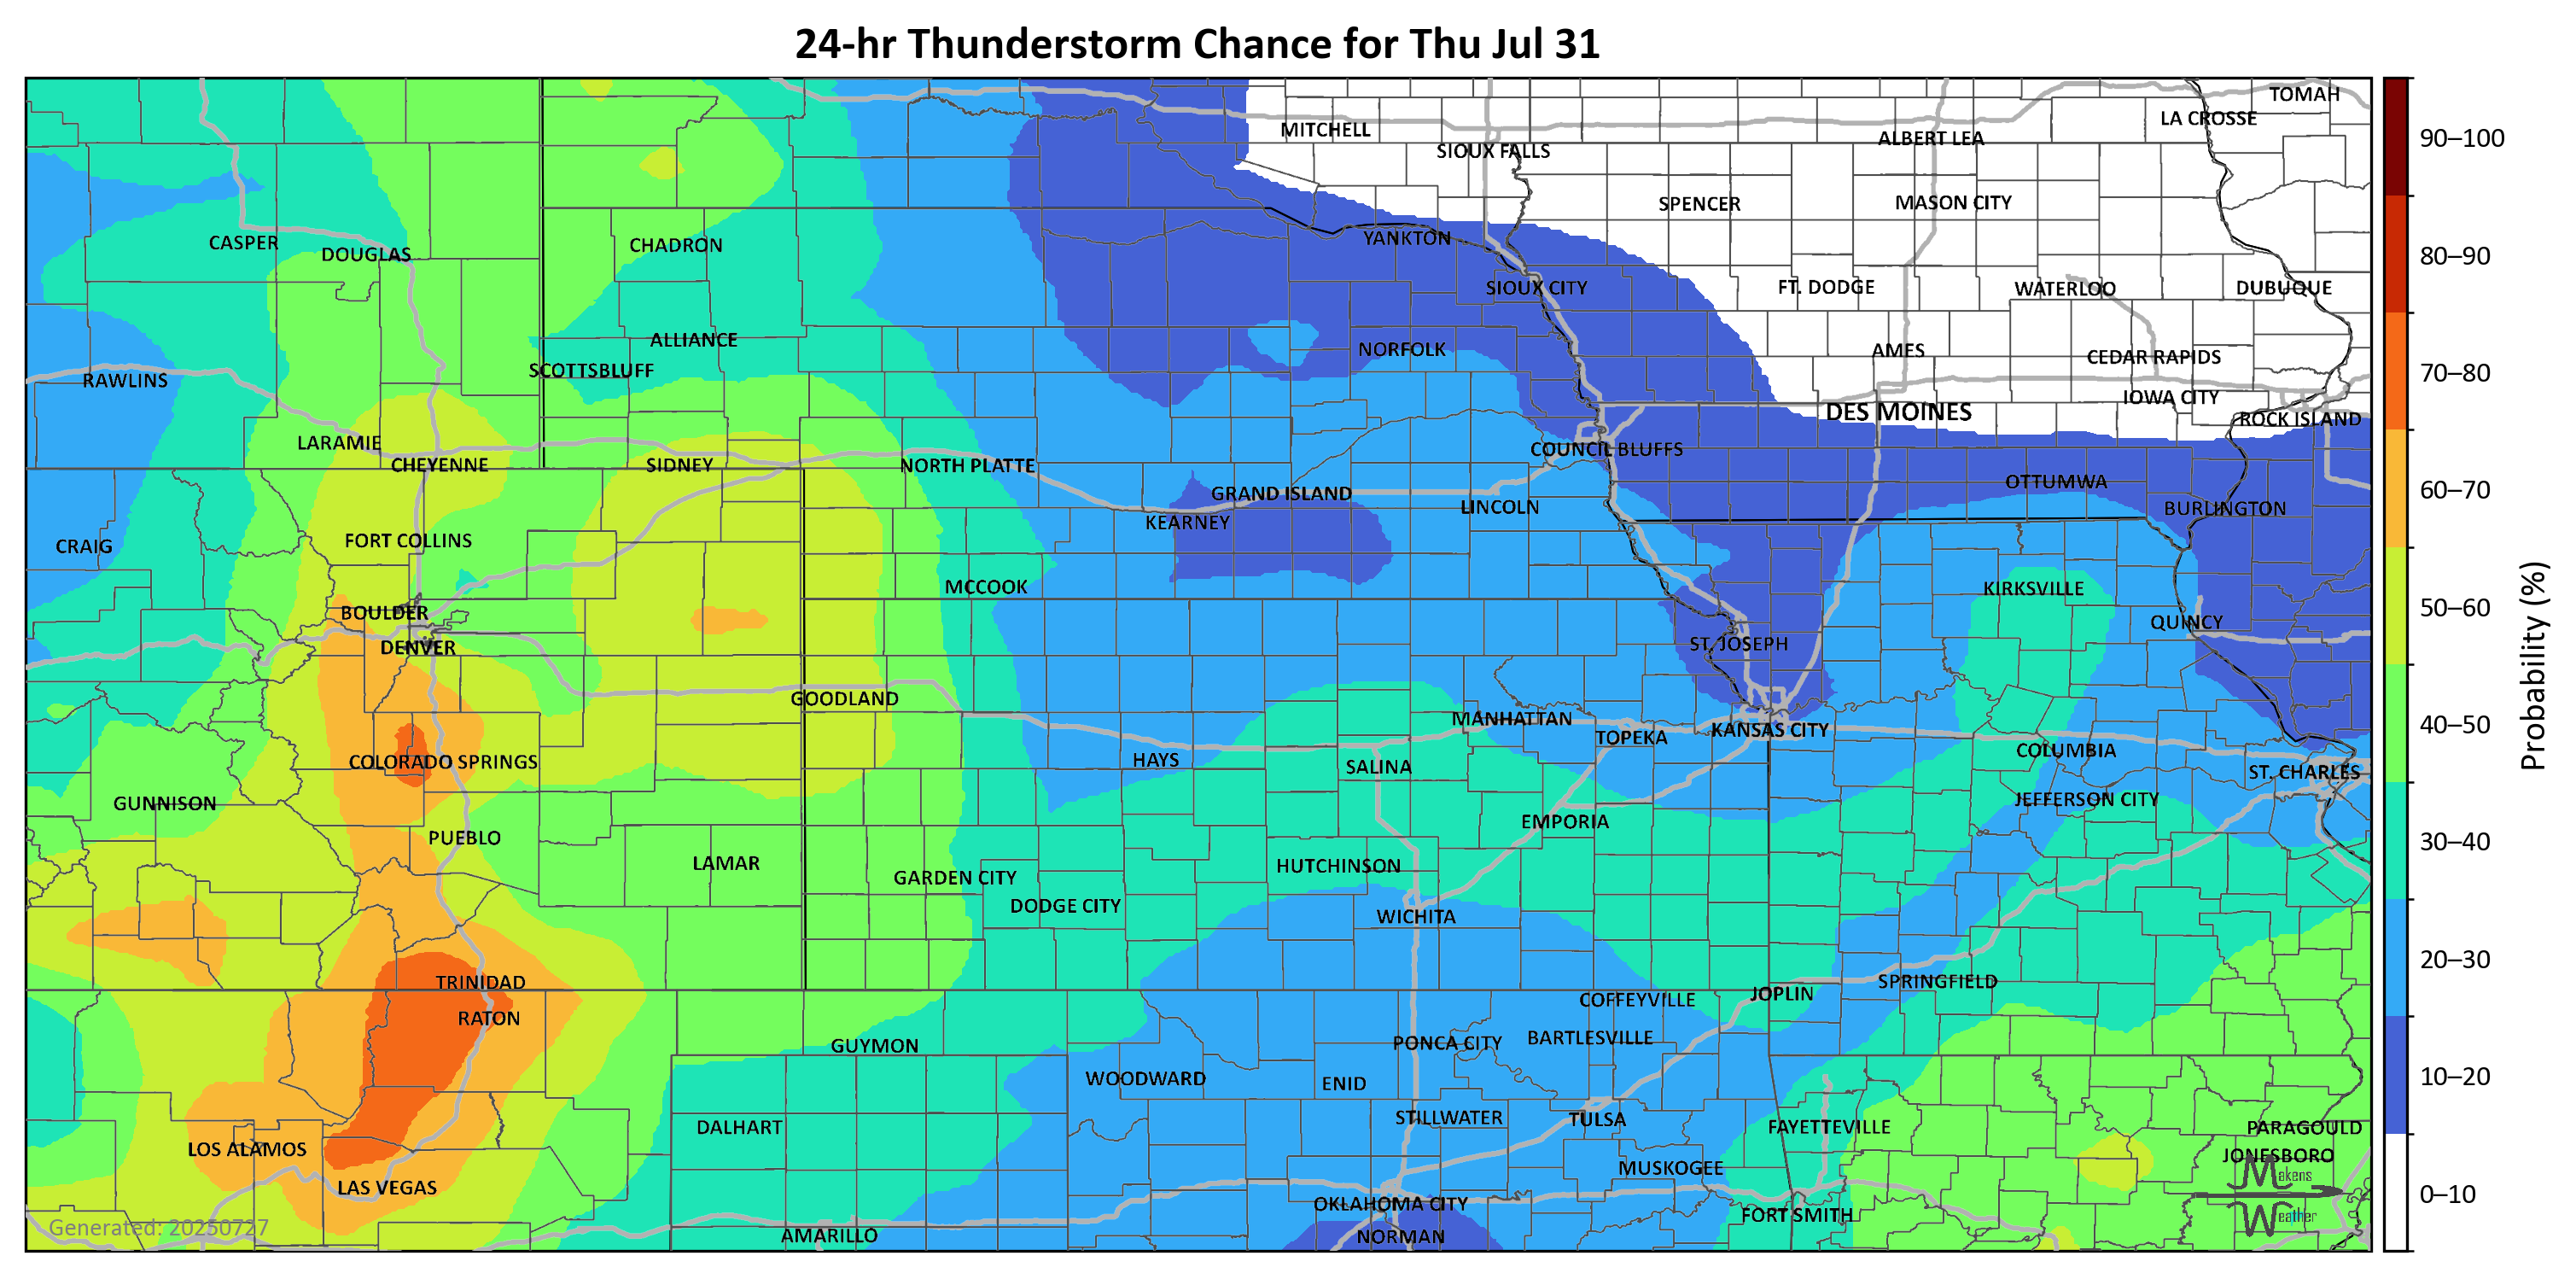 24-hr Thunderstorm Chance for Thu Jul 31
TOMAH
LA CROSSE
MITCHELL
ALBERT LEA
SIOUX FALLS
SPENCER
MASON CITY
YANKTON
CASPER
DOUGLAS
CHADRON
SIOUX CITY
FT. DODGE
WATERLOO
DUBUQUE
ALLIANCE
NORFOLK
AMES
CEDAR RAPIDS
SCOTTSBLUFF
RAWLINS
IOWA CITY
DES MOINES
ROCK ISLAND
LARAMIE
COUNCIL BLUFFS
CHEYENNE
SIDNEY
NORTH PLATTE
OTTUMWA
GRAND ISLAND
LINCOLN
BURLINGTON
KEARNEY
FORT COLLINS
CRAIG
MCCOOK
KIRKSVILLE
BOULDER
QUINCY
DENVER
ST. JOSEPH
GOODLAND
MANHATTAN
KANSAS CITY
TOPEKA
COLUMBIA
COLORADO SPRINGS
HAYS
SALINA
ST. CHARLES
GUNNISON
JEFFERSON CITY
EMPORIA
PUEBLO
LAMAR
HUTCHINSON
GARDEN CITY
DODGE CITY
WICHITA
TRINIDAD
SPRINGFIELD
JOPLIN
COFFEYVILLE
RATON
BARTLESVILLE
PONCA CITY
GUYMON
WOODWARD
ENID
STILLWATER
TULSA
DALHART
FAYETTEVILLE
PARAGOULD
LOS ALAMOS
JONESBORO
MUSKOGEE
LAS VEGAS
OKLAHOMA CITY
FORT SMITH
AMARILLO
NORMAN
Generated: 20250727
Makens
Weather
90–100
80–90
70–80
60–70
50–60
40–50
30–40
20–30
10–20
0–10
Probability (%)